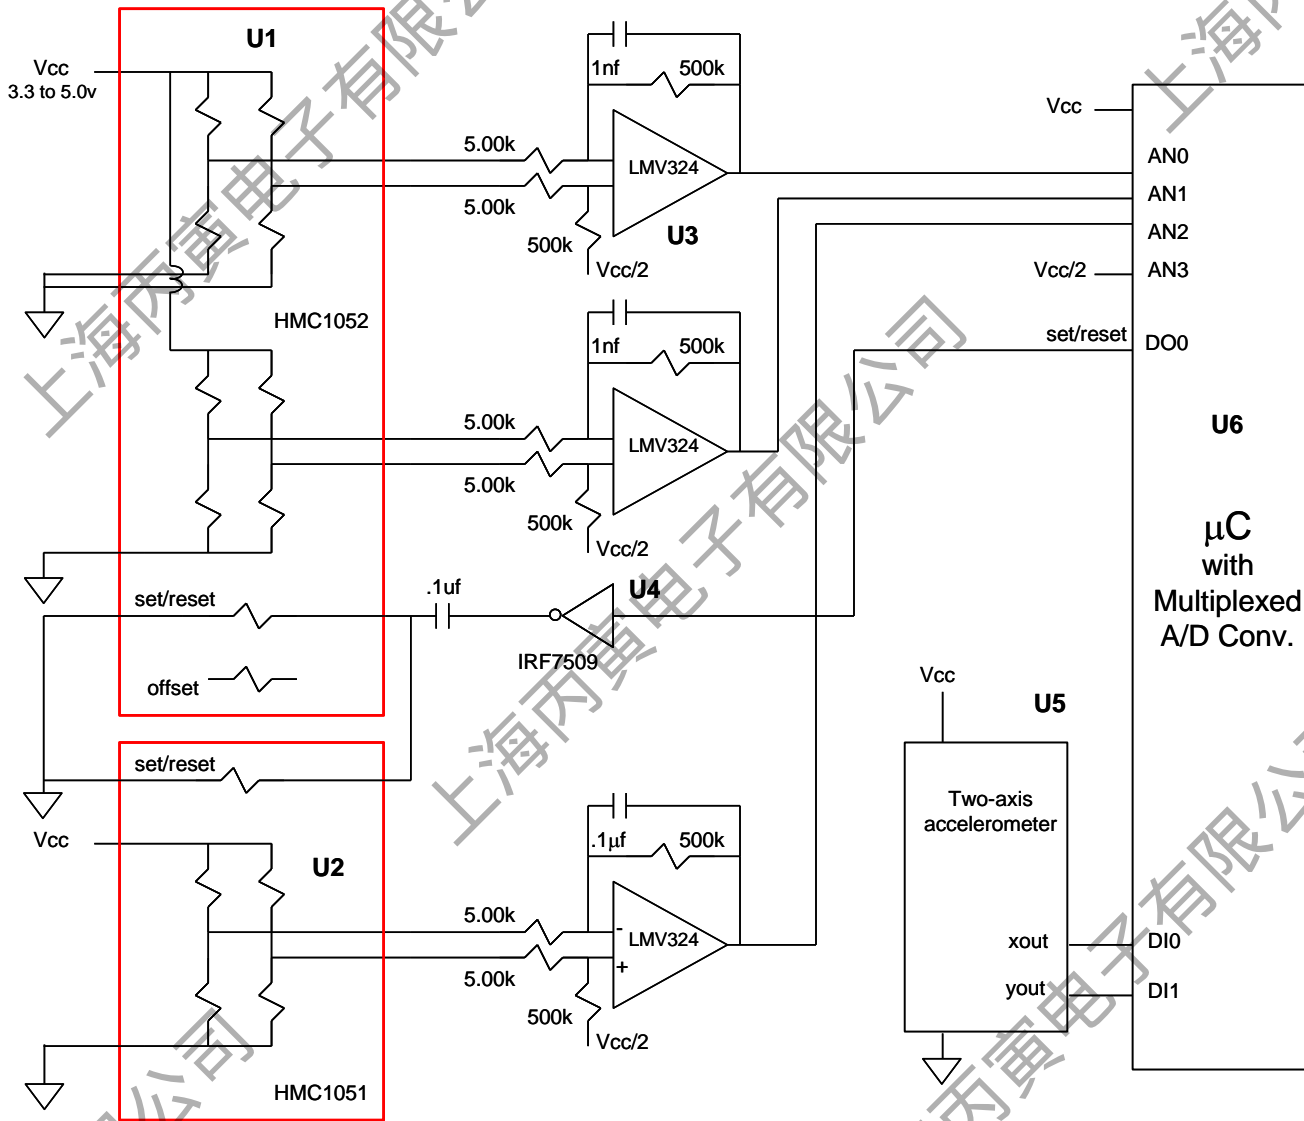 U1
Vcc
3.3 to 5.0v
HMC1052
1nf
500k
5.00k
5.00k
LMV324
U3
500k
Vcc/2
1nf
500k
5.00k
5.00k
LMV324
500k
Vcc/2
set/reset
offset
.1uf
U4
IRF7509
set/reset
Vcc
U2
HMC1051
.1µf
500k
5.00k
5.00k
-
+
LMV324
500k
Vcc/2
Vcc
U5
Two-axis
accelerometer
xout
yout
Vcc
AN0
AN1
AN2
Vcc/2
AN3
set/reset
DO0
U6
µC
with
Multiplexed
A/D Conv.
DI0
DI1
上海丙寅电子有限公司
上海丙寅电子有限公司
上海
丙寅电子有限公
限公司